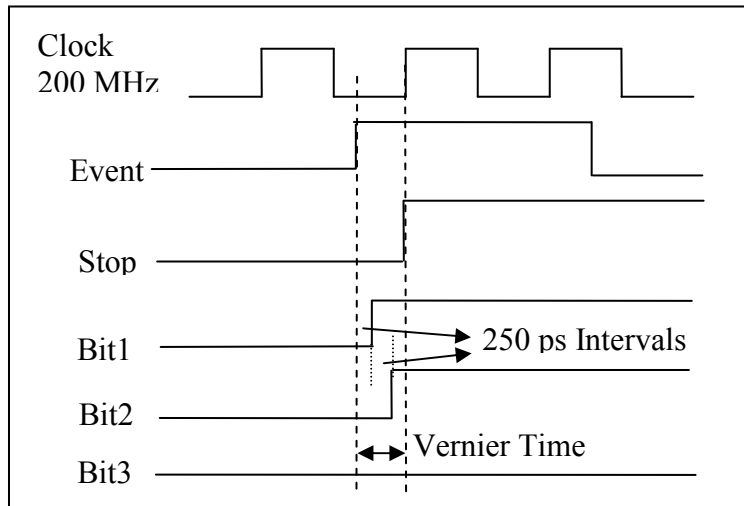 Clock
200 MHz
Event
Stop
Bit1
250 ps Intervals
Bit2
Vernier Time
Bit3